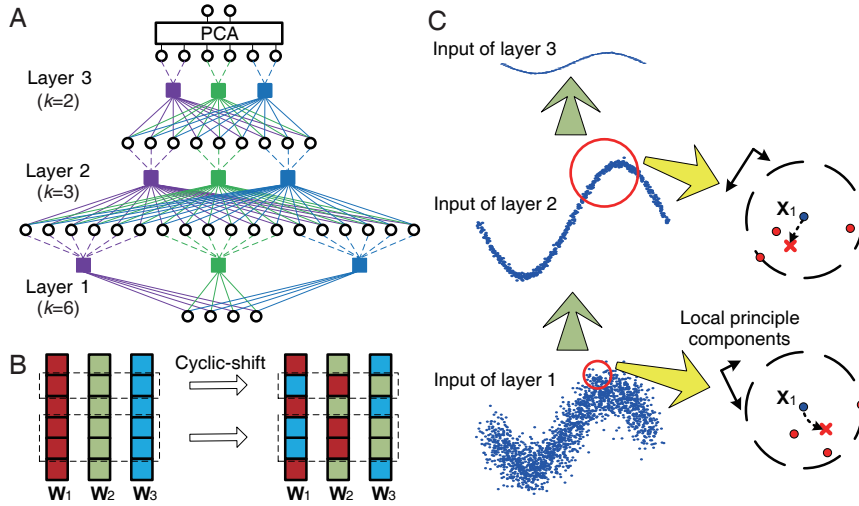 A
PCA
Layer 3
(k=2)
Layer 2
(k=3)
Layer 1
(k=6)
B
Cyclic-shift
W1 W2 W3
W1 W2 W3
C
Input of layer 3
Input of layer 2
X1
Input of layer 1
Local principle
components
X1